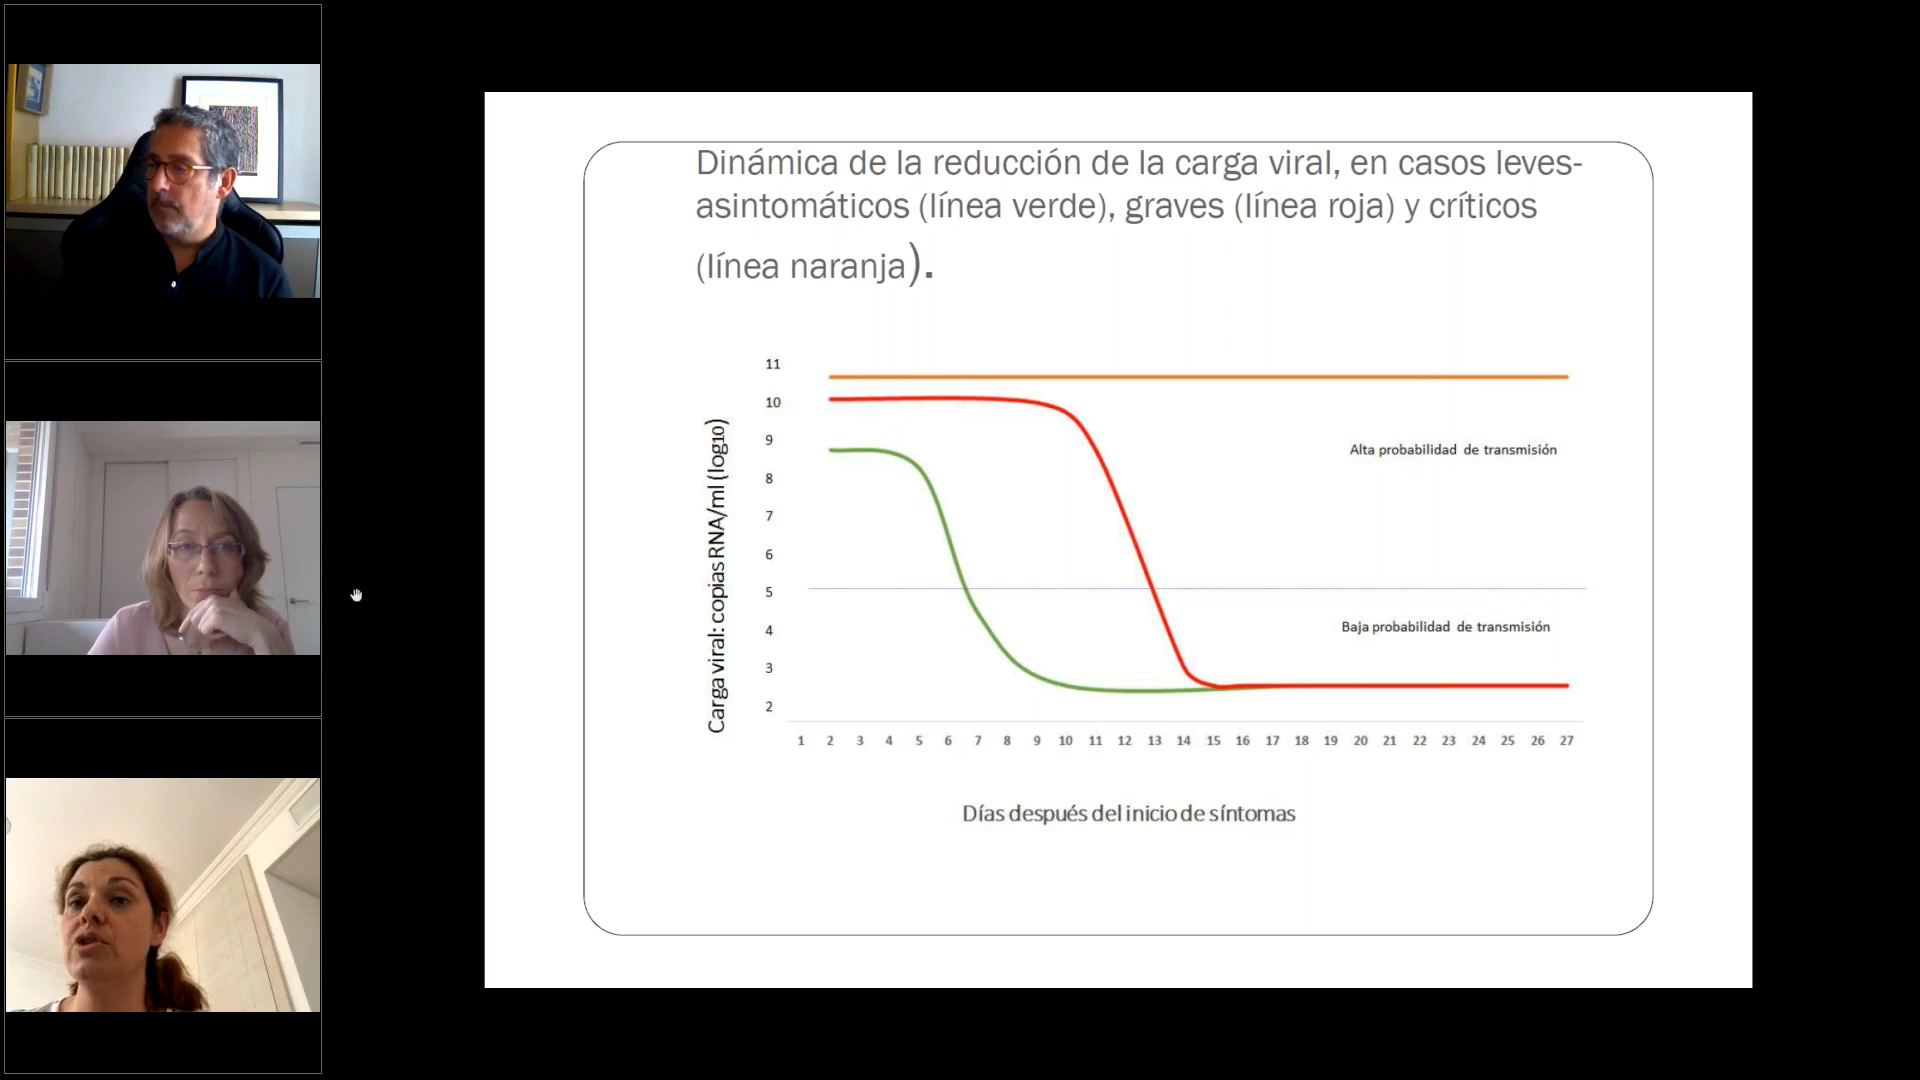 Dinámica de la reducción de la carga viral, en casos leves-
asintomáticos (línea verde), graves (línea roja) y críticos
(línea naranja).
11
10
9
8
7
6
5
4
3
2
Carga viral: copias RNA/ml (log10)
Alta probabilidad de transmisión
Baja probabilidad de transmisión
1 2 3 4 5 6 7 8 9 10 11 12 13 14 15 16 17 18 19 20 21 22 23 24 25 26 27
Días después del inicio de síntomas